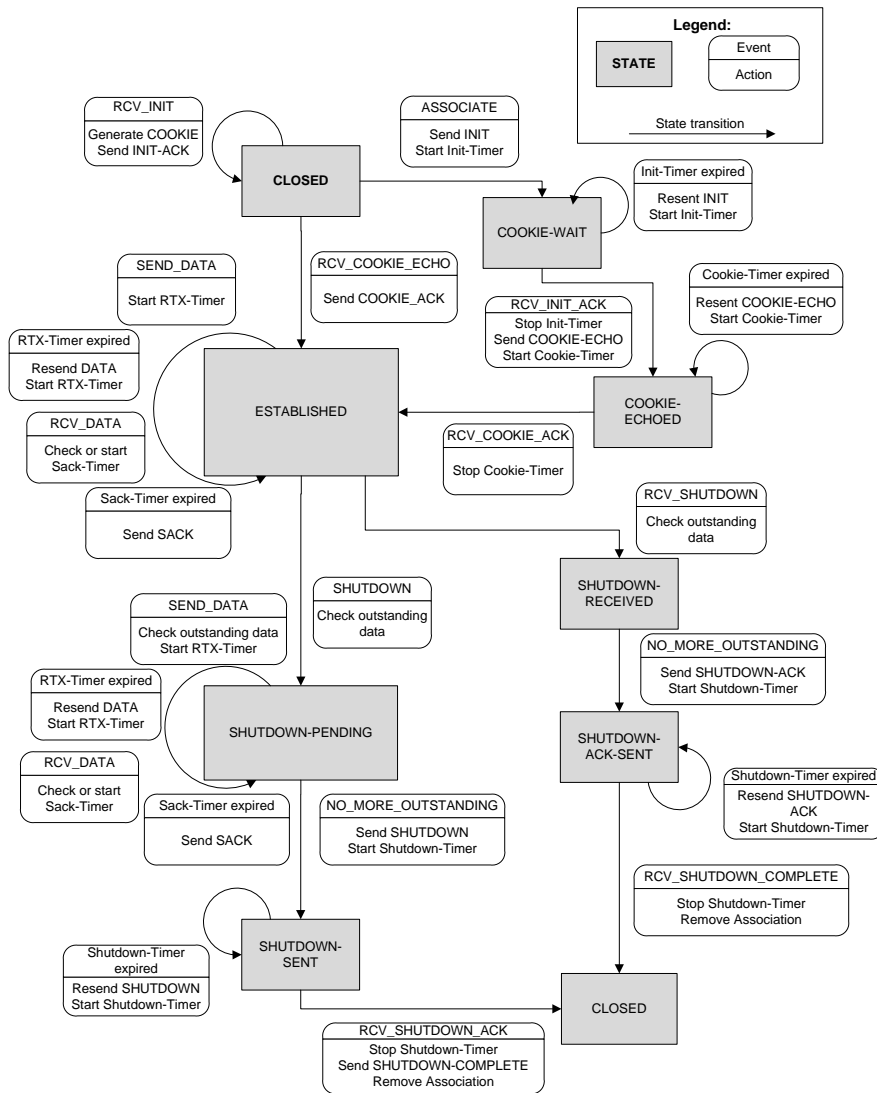 Legend:
STATE
Event
Action
State transition
RCV_INIT
Generate COOKIE
Send INIT-ACK
ASSOCIATE
Send INIT
Start Init-Timer
CLOSED
Init-Timer expired
Resent INIT
Start Init-Timer
COOKIE-WAIT
SEND_DATA
Start RTX-Timer
RCV_COOKIE_ECHO
Send COOKIE_ACK
RCV_INIT_ACK
Stop Init-Timer
Send COOKIE-ECHO
Start Cookie-Timer
Cookie-Timer expired
Resent COOKIE-ECHO
Start Cookie-Timer
RTX-Timer expired
Resend DATA
Start RTX-Timer
ESTABLISHED
COOKIE-
ECHOED
RCV_DATA
Check or start
Sack-Timer
RCV_COOKIE_ACK
Stop Cookie-Timer
Sack-Timer expired
Send SACK
RCV_SHUTDOWN
Check outstanding
data
SHUTDOWN-
RECEIVED
SEND_DATA
Check outstanding data
Start RTX-Timer
SHUTDOWN
Check outstanding
data
NO_MORE_OUTSTANDING
Send SHUTDOWN-ACK
Start Shutdown-Timer
RTX-Timer expired
Resend DATA
Start RTX-Timer
SHUTDOWN-PENDING
SHUTDOWN-
ACK-SENT
RCV_DATA
Check or start
Sack-Timer
Shutdown-Timer expired
Resend SHUTDOWN-
ACK
Start Shutdown-Timer
Sack-Timer expired
Send SACK
NO_MORE_OUTSTANDING
Send SHUTDOWN
Start Shutdown-Timer
RCV_SHUTDOWN_COMPLETE
Stop Shutdown-Timer
Remove Association
Shutdown-Timer
expired
Resend SHUTDOWN
Start Shutdown-Timer
SHUTDOWN-
SENT
CLOSED
RCV_SHUTDOWN_ACK
Stop Shutdown-Timer
Send SHUTDOWN-COMPLETE
Remove Association